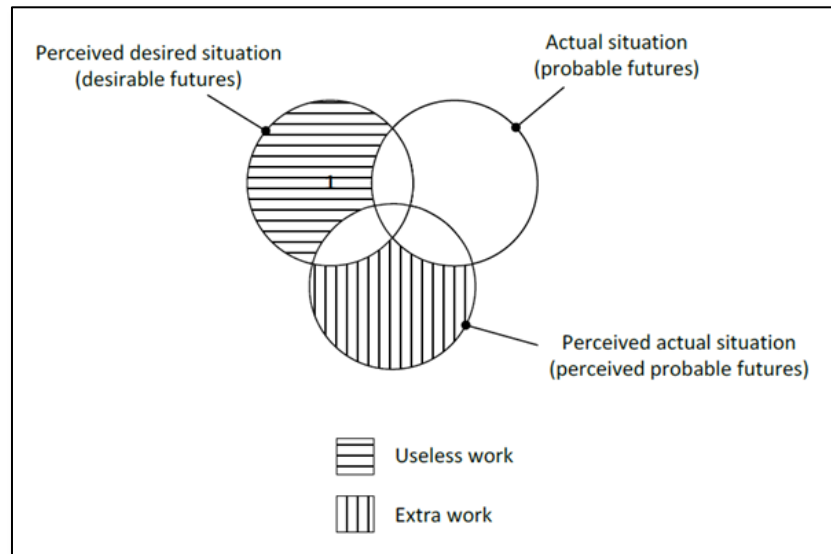 Perceived desired situation
(desirable futures)
Actual situation
(probable futures)
1
Perceived actual situation
(perceived probable futures)
Useless work
Extra work